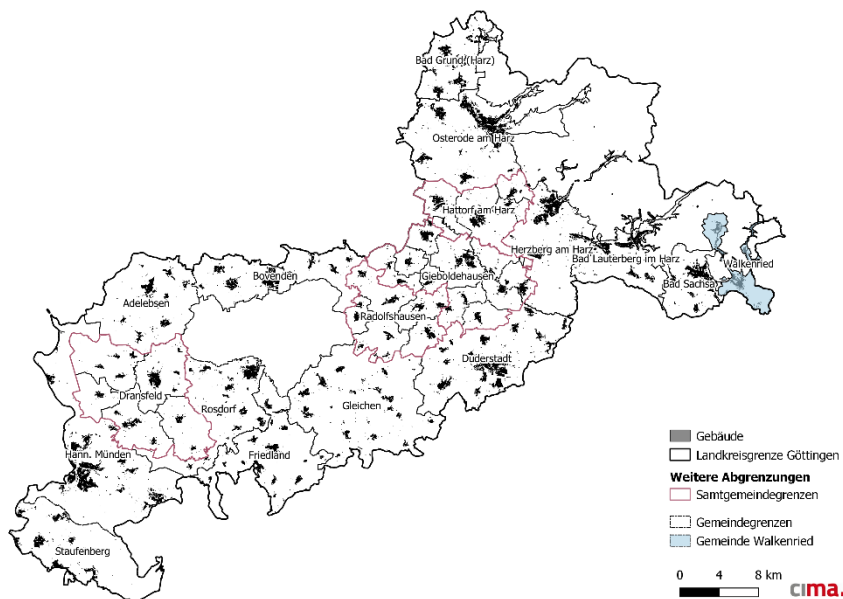 Bad Grund (Harz)
Osterode am Harz
Hattorf am Harz
Herzberg am Harz
Bad Lauterberg im Harz
Walkenried
Bad Sachsa
Bovenden
Gieboldehausen
Adelebsen
Radolfshausen
Duderstadt
Dransfeld
Rosdorf
Gleichen
Hann. Münden
Friedland
Staufenberg
Gebäude
Landkreisgrenze Göttingen
Weitere Abgrenzungen
Samtgemeindegrenzen
Gemeindegrenzen
Gemeinde Walkenried
0 4 8 km
cima.